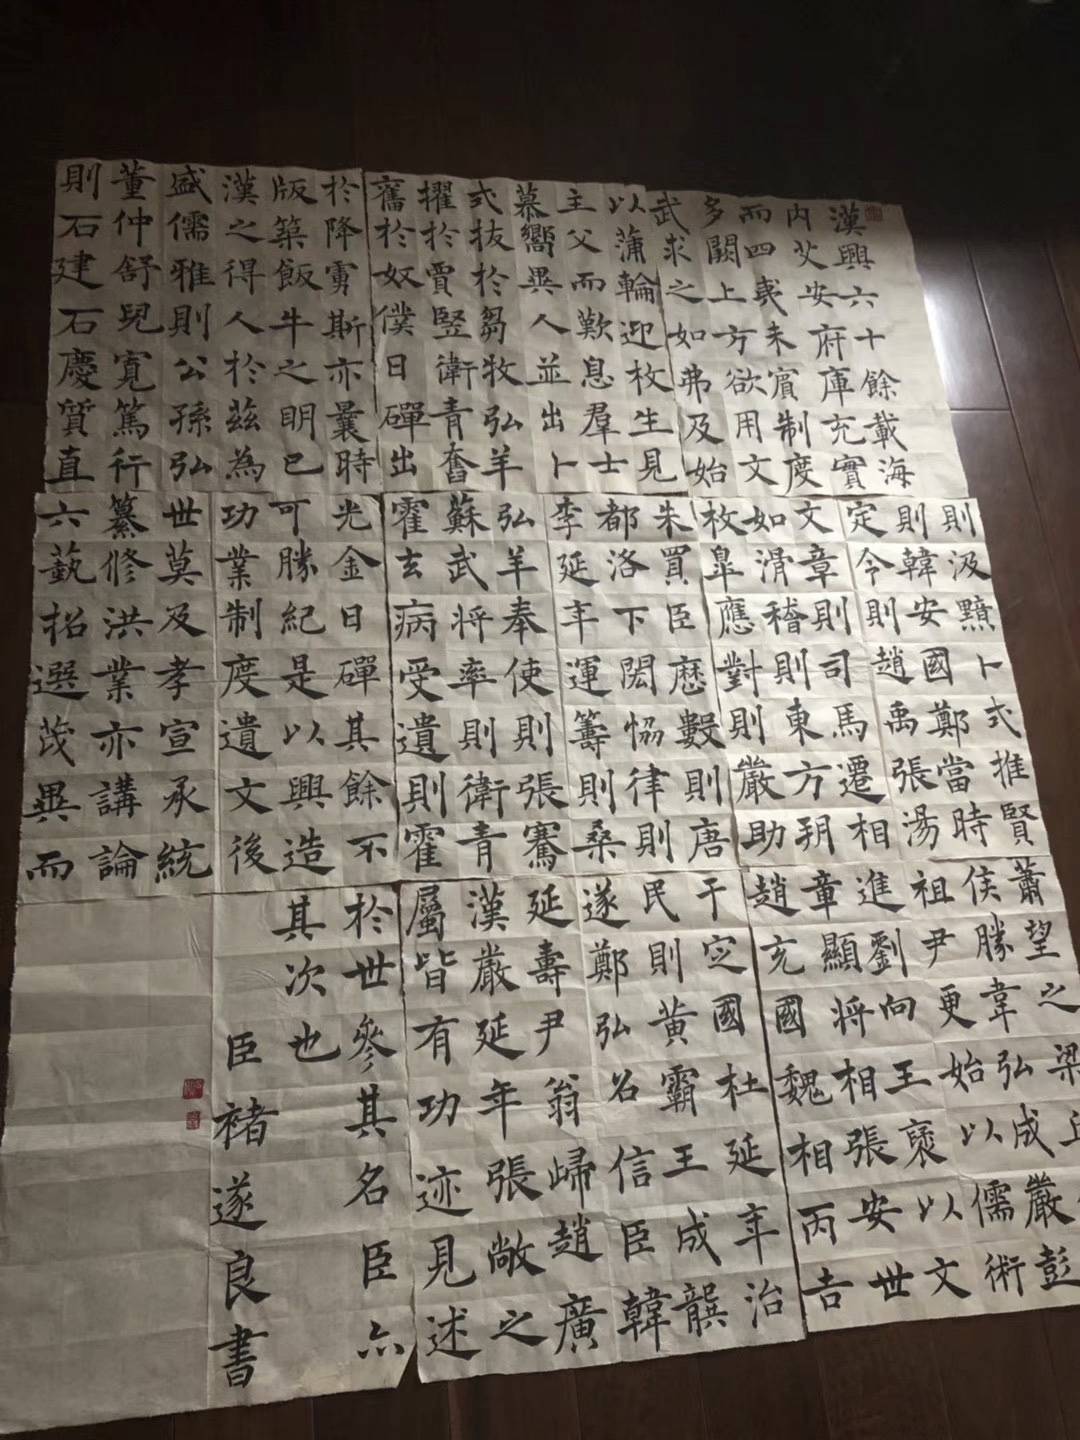 漢興六十餘載海
内艾安府庫充實
而四夷未賓制度
多闕上方欲用文
武求之如弗及始
以蒲輪迎枚生見
主父而歎息羣士
慕嚮異人並出卜
式拔於芻牧弘羊
擢於賈竪衛青奮
舊於奴僕日磾出
於降虜斯亦曩時
版築飯牛之明已
漢之得人於茲為
盛儒雅則公孫弘
董仲舒兒寬篤行
則石建石慶質直
則汲黯卜式推賢
則韓安國鄭當時
定令則趙禹張湯
文章則司馬遷相
如滑稽則東方朔
枚皋應對則嚴助
朱買臣歷數則唐
都洛下閎恊律則
李延年運籌則桑
弘羊奉使則張騫
蘇武將率則衛青
霍去病受遺則霍
光金日磾其餘不
可勝紀是以興造
功業制度遺文後
世莫及孝宣承統
纂修洪業亦講論
六藝招選茂異而
蕭望之梁丘
侯勝韋弘成嚴彭
祖尹更始以儒術
進劉向王襃以文
章顯將相張安世
趙充國魏相丙吉
于定國杜延年治
民則黃霸王成龔
遂鄭弘召信臣韓
延壽尹翁歸趙廣
漢嚴延年張敞之
屬皆有功迹見述
於世參其名臣亦
其次也
臣褚遂良書